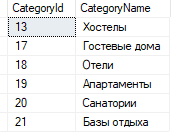 CategoryId CategoryName
13 Хостелы
17 Гостевые дома
18 Отели
19 Апартаменты
20 Санатории
21 Базы отдыха